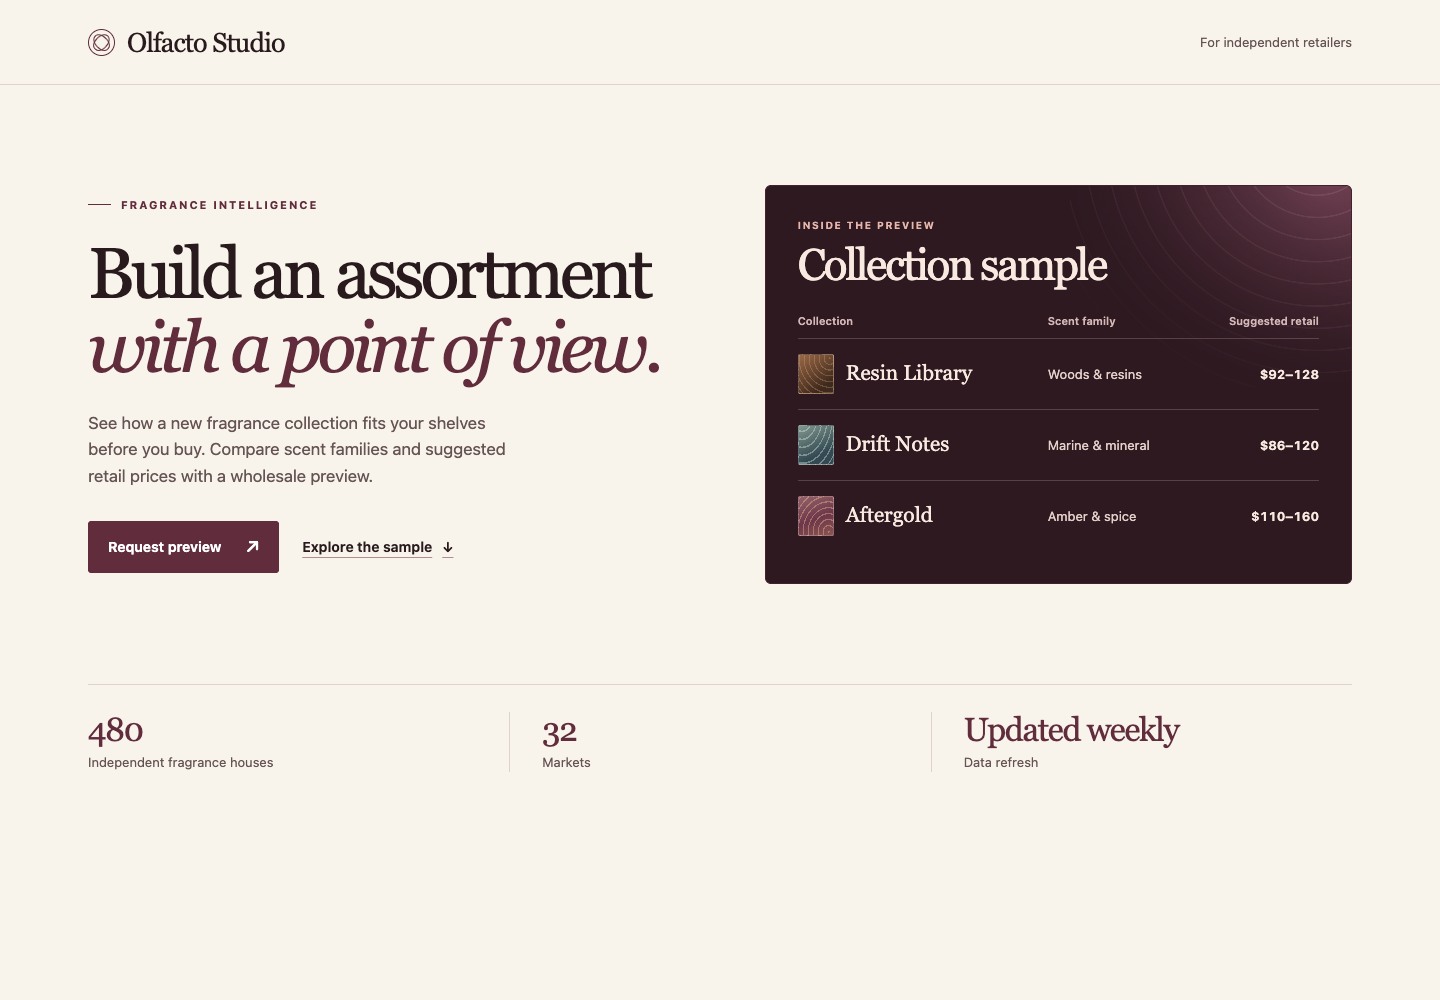 Olfacto Studio
For independent retailers
FRAGRANCE INTELLIGENCE
Build an assortment
with a point of view.
See how a new fragrance collection fits your shelves
before you buy. Compare scent families and suggested
retail prices with a wholesale preview.
Request preview
Explore the sample
INSIDE THE PREVIEW
Collection sample
Collection Scent family Suggested retail
Resin Library Woods & resins $92–128
Drift Notes Marine & mineral $86–120
Aftergold Amber & spice $110–160
480
Independent fragrance houses
32
Markets
Updated weekly
Data refresh